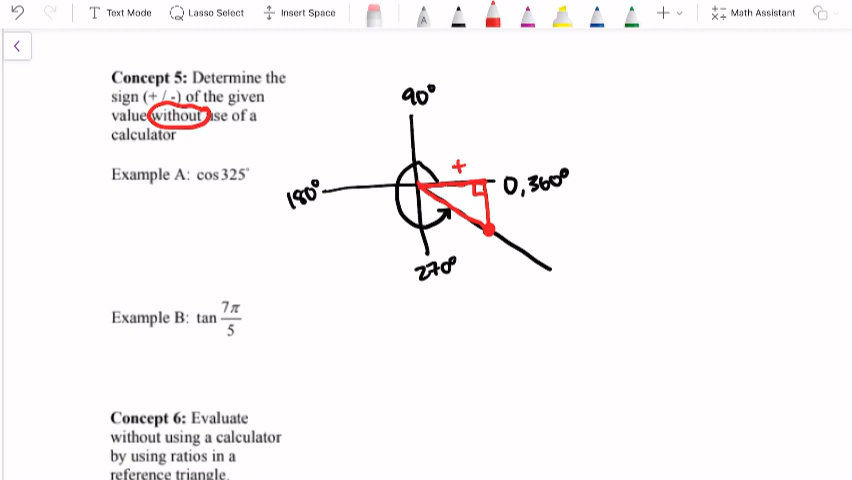 Text Mode
Lasso Select
Insert Space
Math Assistant
Concept 5: Determine the
sign (+ / -) of the given
value without use of a
calculator
Example A: cos 325°
90°
+
180°
0, 360°
270°
Example B: tan 7π/5
Concept 6: Evaluate
without using a calculator
by using ratios in a
reference triangle.